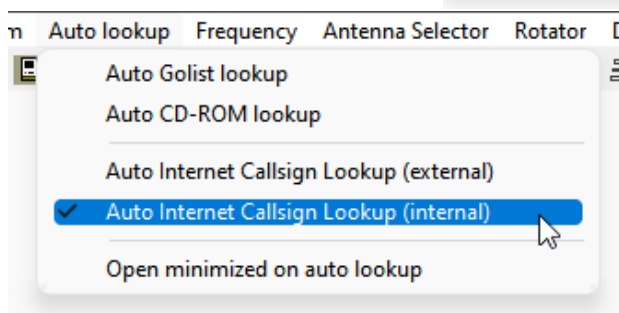 Auto lookup Frequency Antenna Selector Rotator
Auto Golist lookup
Auto CD-ROM lookup
Auto Internet Callsign Lookup (external)
Auto Internet Callsign Lookup (internal)
Open minimized on auto lookup